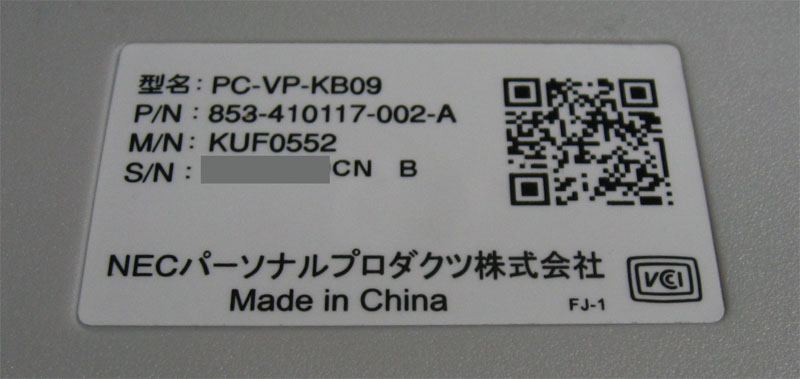 型名: PC-VP-KB09
P/N : 853-410117-002-A
M/N: KUF0552
S/N : CN B
NECパーソナルプロダクツ株式会社
Made in China
FJ-1
VCCI